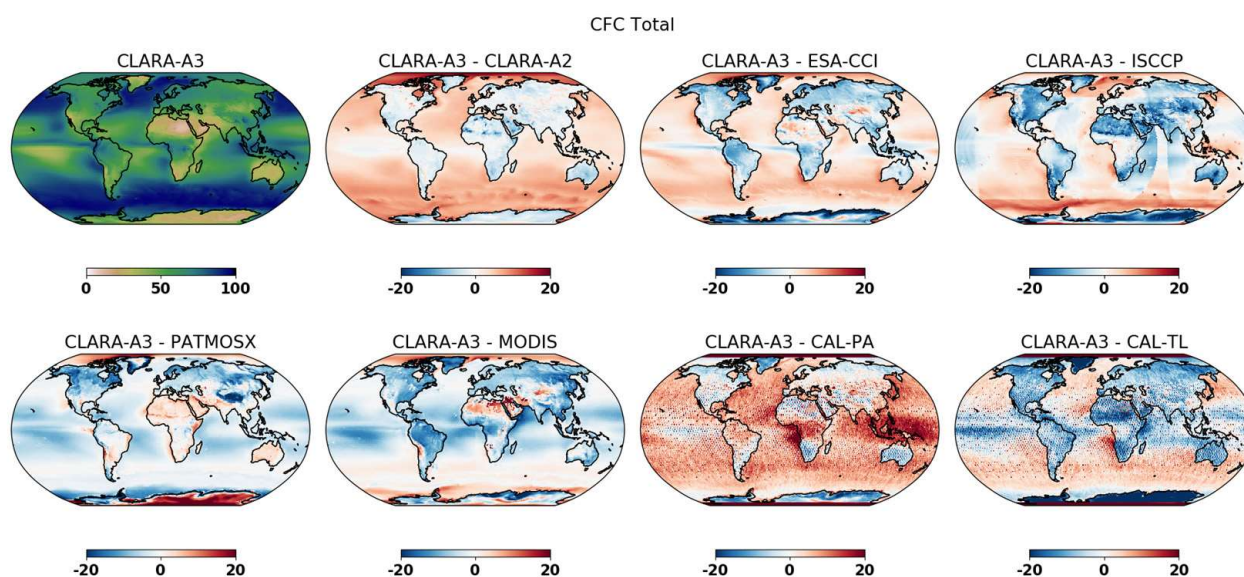 CFC Total
CLARA-A3
CLARA-A3 - CLARA-A2
CLARA-A3 - ESA-CCI
CLARA-A3 - ISCCP
0 50 100
-20 0 20
-20 0 20
-20 0 20
CLARA-A3 - PATMOSX
CLARA-A3 - MODIS
CLARA-A3 - CAL-PA
CLARA-A3 - CAL-TL
-20 0 20
-20 0 20
-20 0 20
-20 0 20